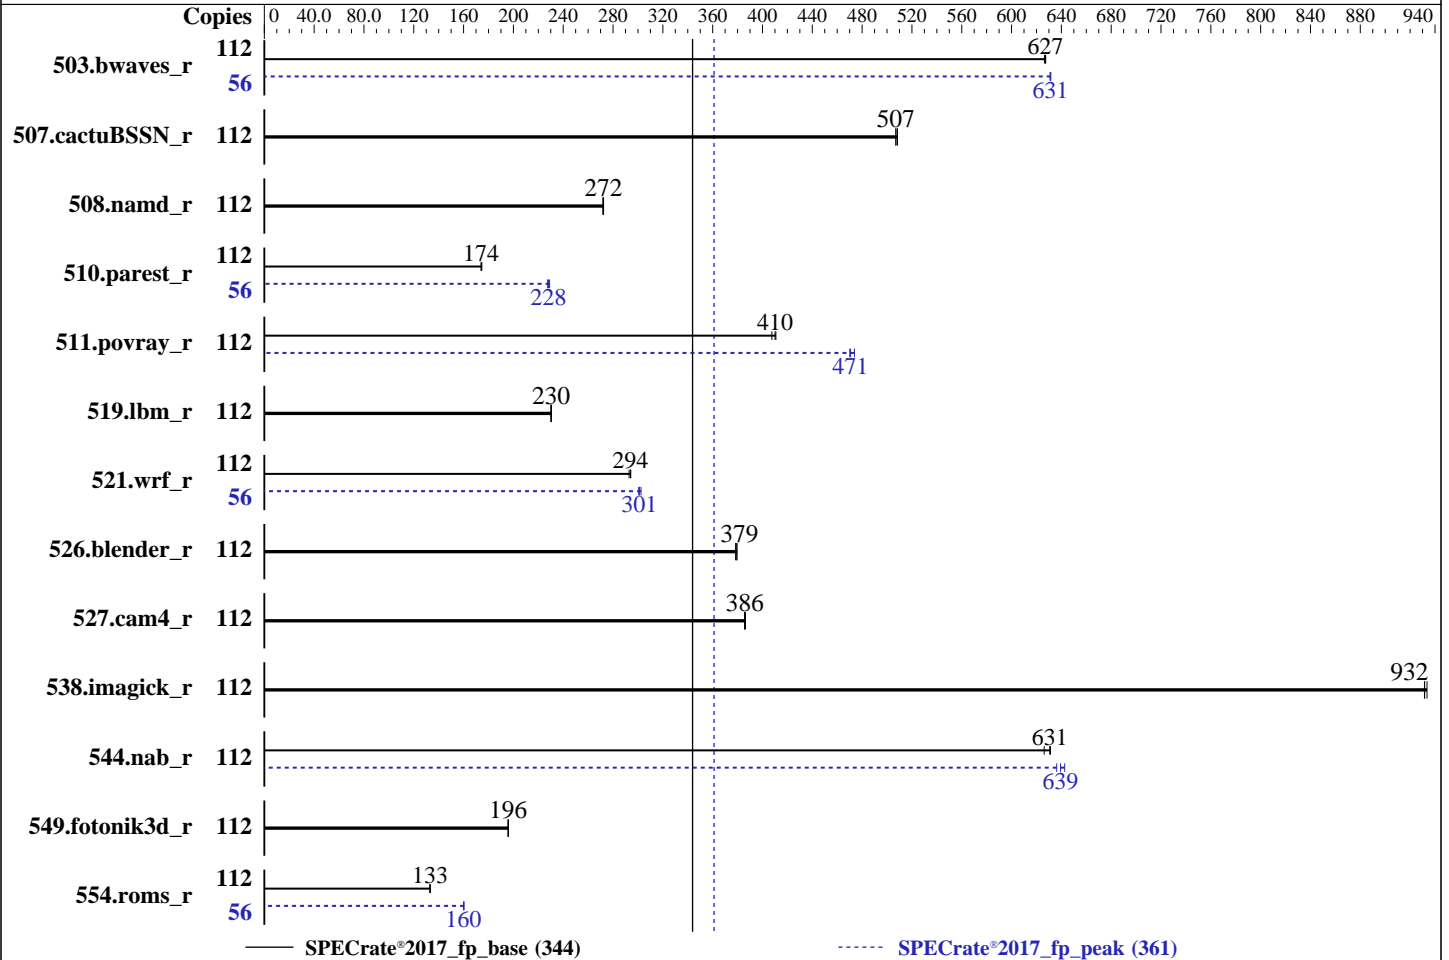 Copies 0 40.0 80.0 120 160 200 240 280 320 360 400 440 480 520 560 600 640 680 720 760 800 840 880 940
503.bwaves_r 112 627
56 631
507.cactuBSSN_r 112 507
508.namd_r 112 272
510.parest_r 112 174
56 228
511.povray_r 112 410
471
519.lbm_r 112 230
521.wrf_r 112 294
56 301
526.blender_r 112 379
527.cam4_r 112 386
538.imagick_r 112 932
544.nab_r 112 631
639
549.fotonik3d_r 112 196
554.roms_r 112 133
56 160
SPECrate®2017_fp_base (344) SPECrate®2017_fp_peak (361)